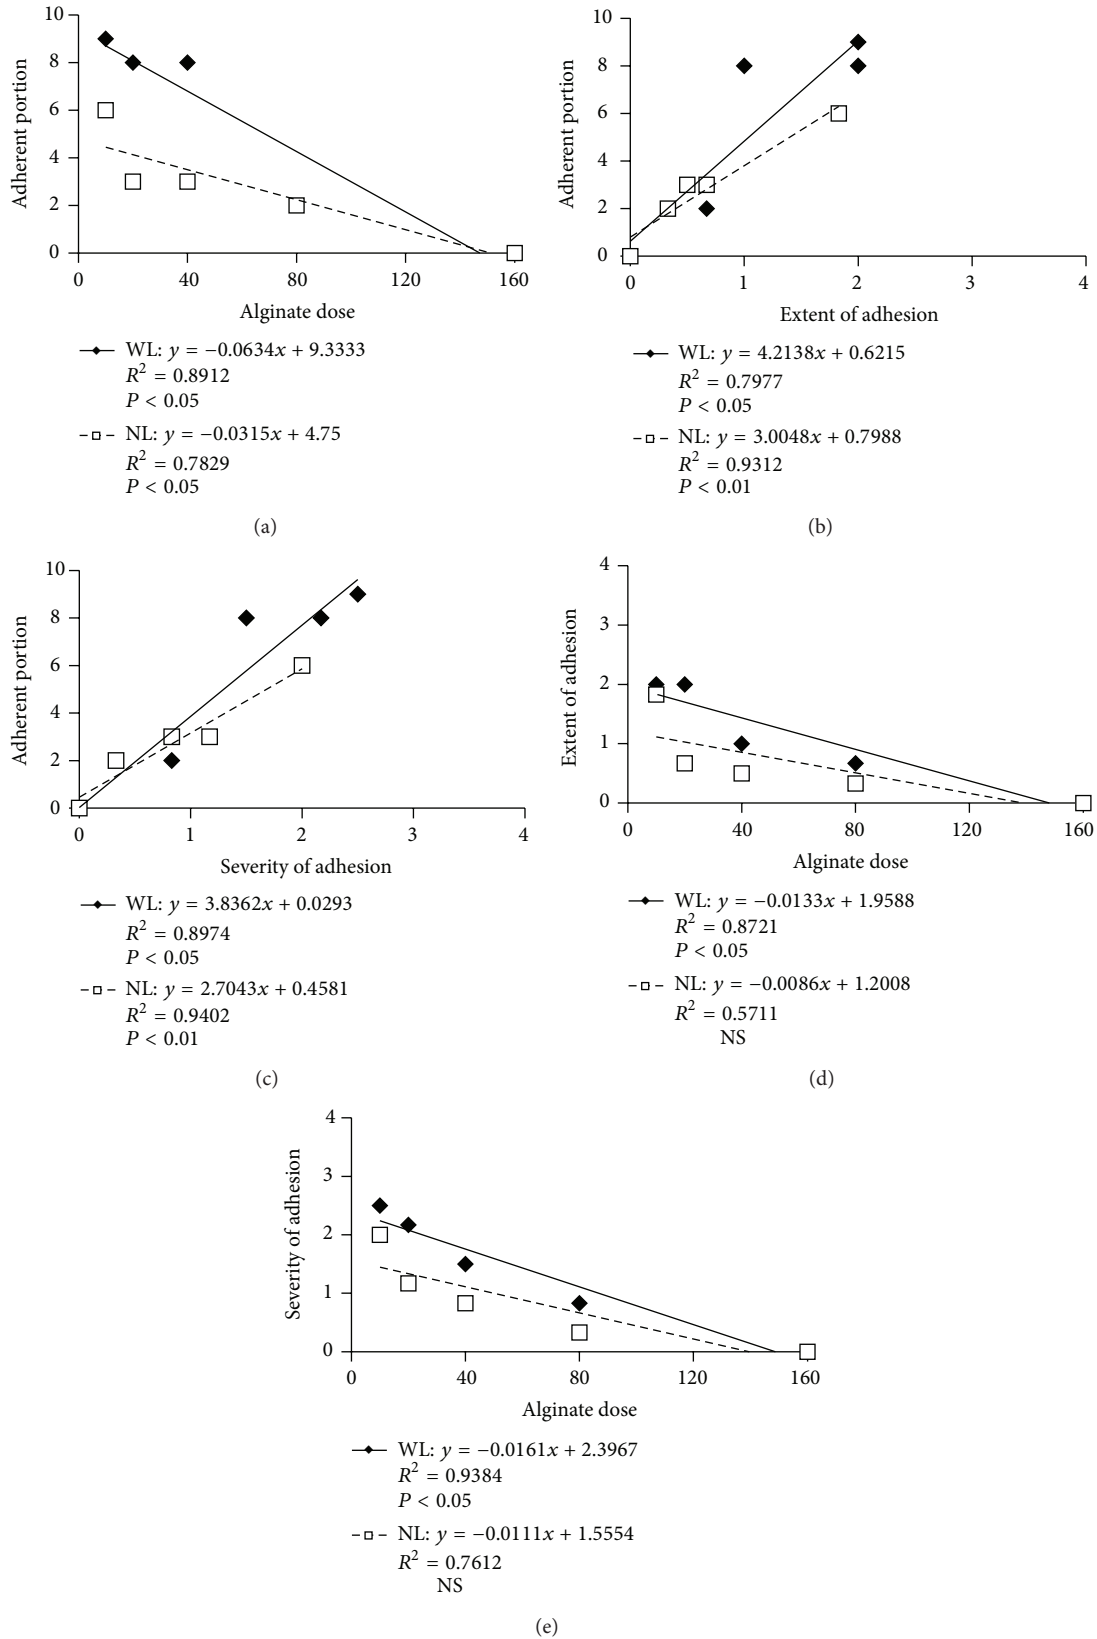 10
8
6
4
2
0
Adherent portion
0 40 80 120 160
Alginate dose
WL: y = −0.0634x + 9.3333
R² = 0.8912
P < 0.05
NL: y = −0.0315x + 4.75
R² = 0.7829
P < 0.05
(a)
10
8
6
4
2
0
Adherent portion
0 1 2 3 4
Extent of adhesion
WL: y = 4.2138x + 0.6215
R² = 0.7977
P < 0.05
NL: y = 3.0048x + 0.7988
R² = 0.9312
P < 0.01
(b)
10
8
6
4
2
0
Adherent portion
0 1 2 3 4
Severity of adhesion
WL: y = 3.8362x + 0.0293
R² = 0.8974
P < 0.05
NL: y = 2.7043x + 0.4581
R² = 0.9402
P < 0.01
(c)
4
3
2
1
0
Extent of adhesion
0 40 80 120 160
Alginate dose
WL: y = −0.0133x + 1.9588
R² = 0.8721
P < 0.05
NL: y = −0.0086x + 1.2008
R² = 0.5711
NS
(d)
4
3
2
1
0
Severity of adhesion
0 40 80 120 160
Alginate dose
WL: y = −0.0161x + 2.3967
R² = 0.9384
P < 0.05
NL: y = −0.0111x + 1.5554
R² = 0.7612
NS
(e)